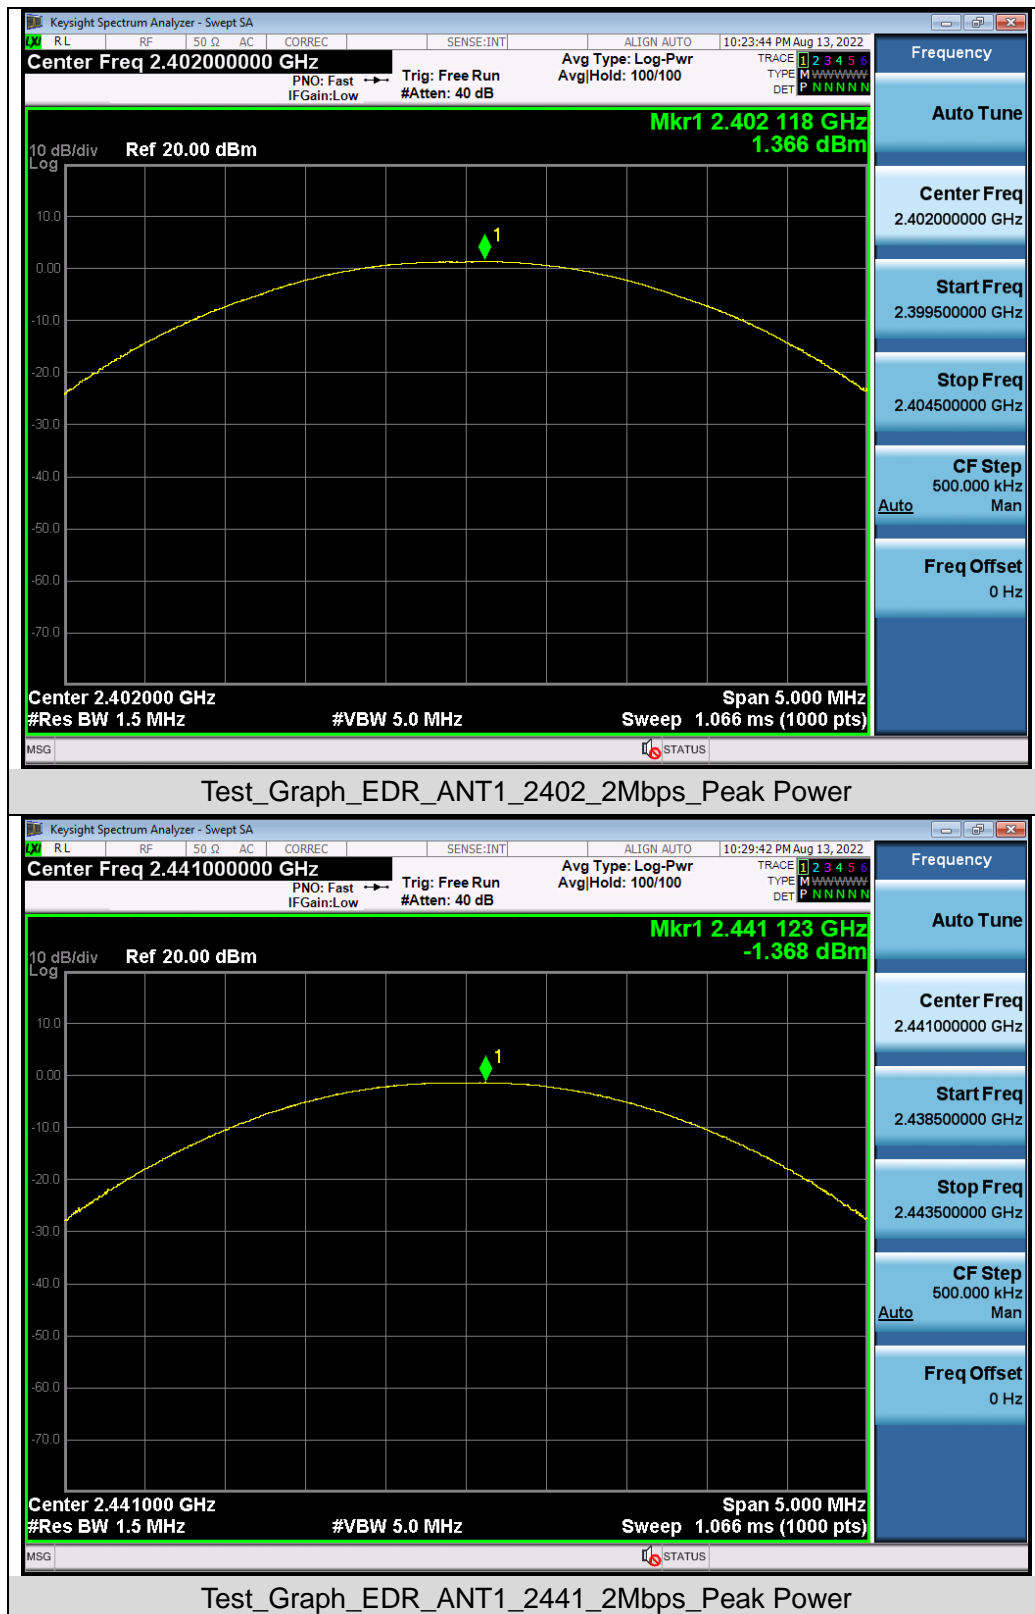 Keysight Spectrum Analyzer - Swept SA
LXI RL RF 50 Ω AC CORREC SENSE:INT ALIGN AUTO 10:23:44 PM Aug 13, 2022
Center Freq 2.402000000 GHz
PNO: Fast
IFGain:Low
Trig: Free Run
#Atten: 40 dB
Avg Type: Log-Pwr
Avg|Hold: 100/100
TRACE 1 2 3 4 5 6
TYPE M WWWWW
DET P N N N N N
Mkr1 2.402 118 GHz
1.366 dBm
10 dB/div Ref 20.00 dBm
Log
10.0
0.00
-10.0
-20.0
-30.0
-40.0
-50.0
-60.0
-70.0
1
Center 2.402000 GHz Span 5.000 MHz
#Res BW 1.5 MHz #VBW 5.0 MHz Sweep 1.066 ms (1000 pts)
MSG STATUS
Frequency
Auto Tune
Center Freq
2.402000000 GHz
Start Freq
2.399500000 GHz
Stop Freq
2.404500000 GHz
CF Step
500.000 kHz
Auto Man
Freq Offset
0 Hz
Test_Graph_EDR_ANT1_2402_2Mbps_Peak Power
Keysight Spectrum Analyzer - Swept SA
LXI RL RF 50 Ω AC CORREC SENSE:INT ALIGN AUTO 10:29:42 PM Aug 13, 2022
Center Freq 2.441000000 GHz
PNO: Fast
IFGain:Low
Trig: Free Run
#Atten: 40 dB
Avg Type: Log-Pwr
Avg|Hold: 100/100
TRACE 1 2 3 4 5 6
TYPE M WWWWW
DET P N N N N N
Mkr1 2.441 123 GHz
-1.368 dBm
10 dB/div Ref 20.00 dBm
Log
10.0
0.00
-10.0
-20.0
-30.0
-40.0
-50.0
-60.0
-70.0
1
Center 2.441000 GHz Span 5.000 MHz
#Res BW 1.5 MHz #VBW 5.0 MHz Sweep 1.066 ms (1000 pts)
MSG STATUS
Frequency
Auto Tune
Center Freq
2.441000000 GHz
Start Freq
2.438500000 GHz
Stop Freq
2.443500000 GHz
CF Step
500.000 kHz
Auto Man
Freq Offset
0 Hz
Test_Graph_EDR_ANT1_2441_2Mbps_Peak Power